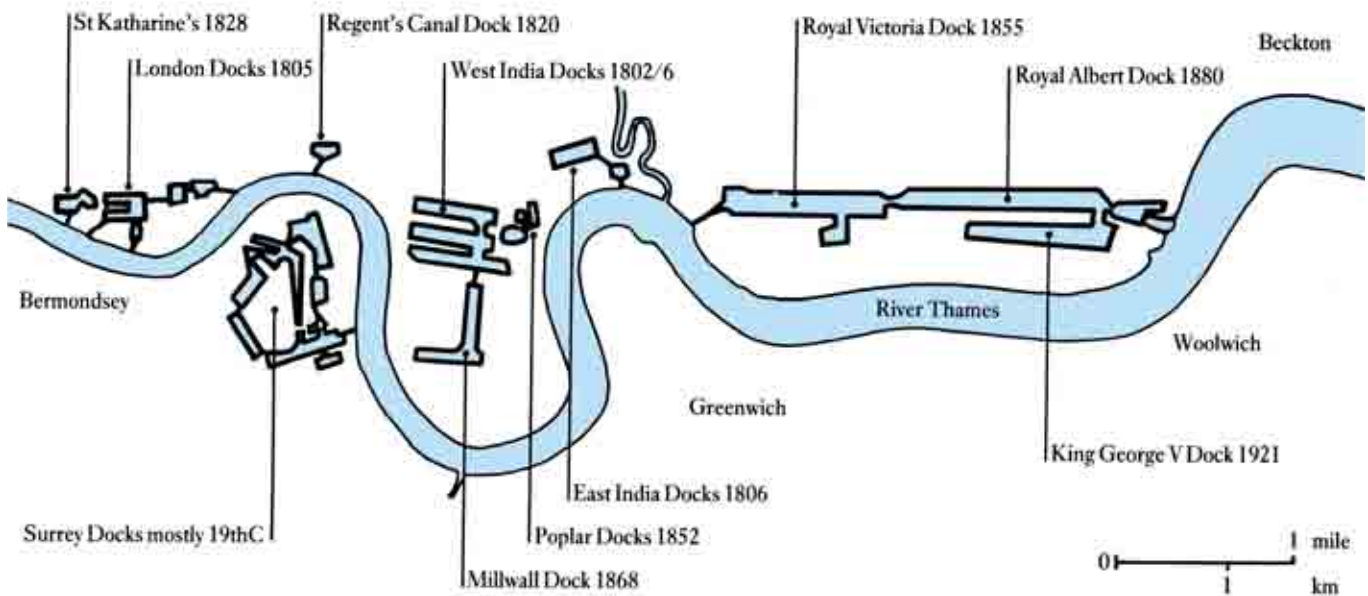 St Katharine's 1828
Regent's Canal Dock 1820
Royal Victoria Dock 1855
Beckton
London Docks 1805
West India Docks 1802/6
Royal Albert Dock 1880
Bermondsey
River Thames
Woolwich
Greenwich
King George V Dock 1921
East India Docks 1806
Surrey Docks mostly 19thC
Poplar Docks 1852
Millwall Dock 1868
1 mile
0
1 km